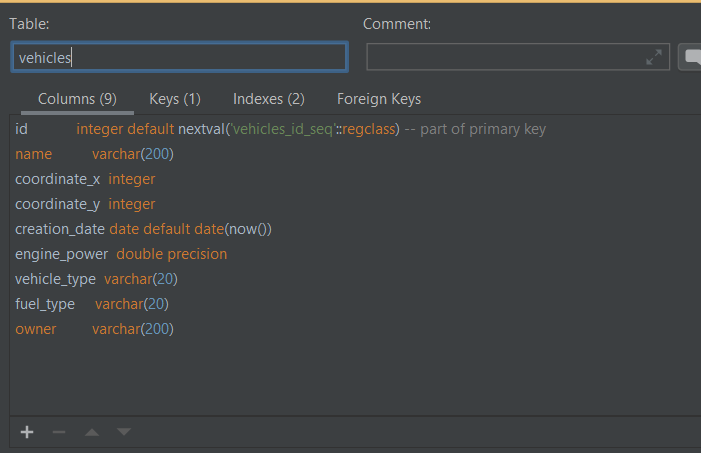 Table: Comment:
vehicles
Columns (9) Keys (1) Indexes (2) Foreign Keys
id integer default nextval('vehicles_id_seq'::regclass) -- part of primary key
name varchar(200)
coordinate_x integer
coordinate_y integer
creation_date date default date(now())
engine_power double precision
vehicle_type varchar(20)
fuel_type varchar(20)
owner varchar(200)